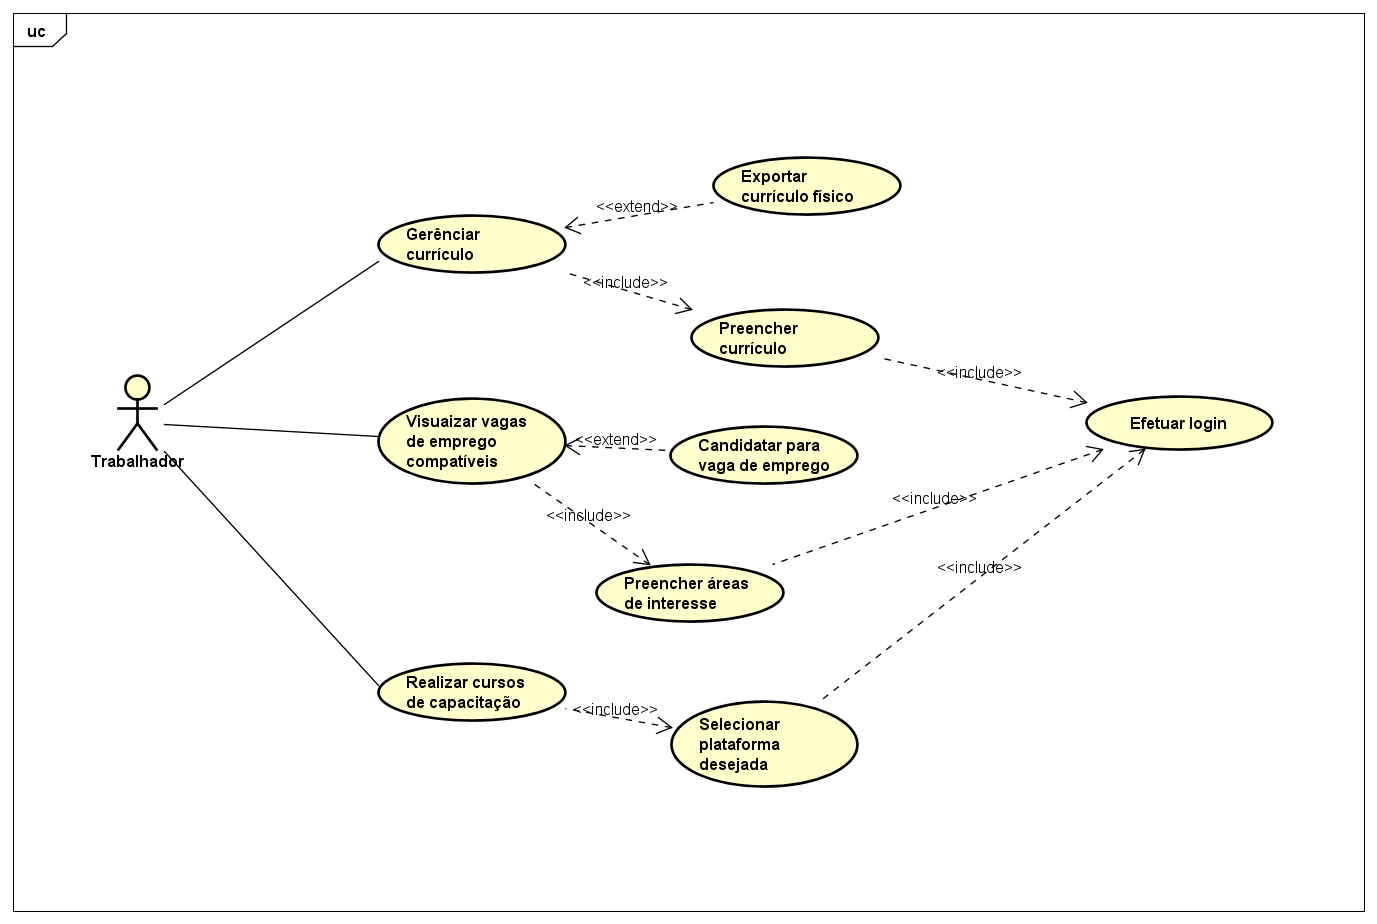 uc
Exportar
currículo físico
<<extend>>
Gerênciar
currículo
<<include>>
Preencher
currículo
<<include>>
Efetuar login
Trabalhador
Visuaizar vagas
de emprego
compatíveis
<<extend>>
Candidatar para
vaga de emprego
<<include>>
<<include>>
Preencher áreas
de interesse
<<include>>
Realizar cursos
de capacitação
<<include>>
Selecionar
plataforma
desejada